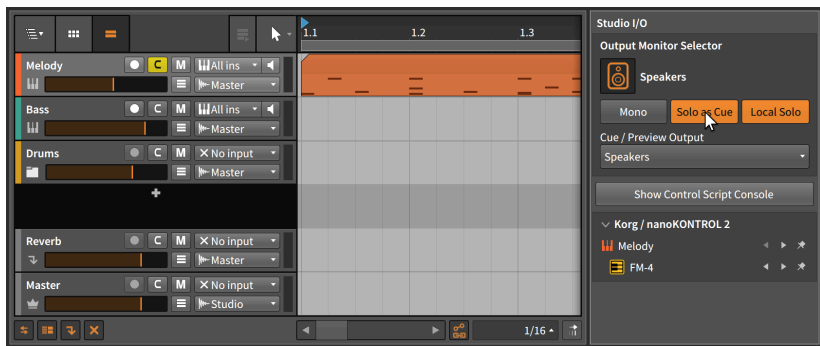 1.1 1.2 1.3
Melody C M All ins
Master
Bass C M All ins
Master
Drums C M No input
Master
+
Reverb C M No input
Master
Master C M No input
Studio
1/16
Studio I/O
Output Monitor Selector
Speakers
Mono Solo as Cue Local Solo
Cue / Preview Output
Speakers
Show Control Script Console
Korg / nanoKONTROL 2
Melody
FM-4